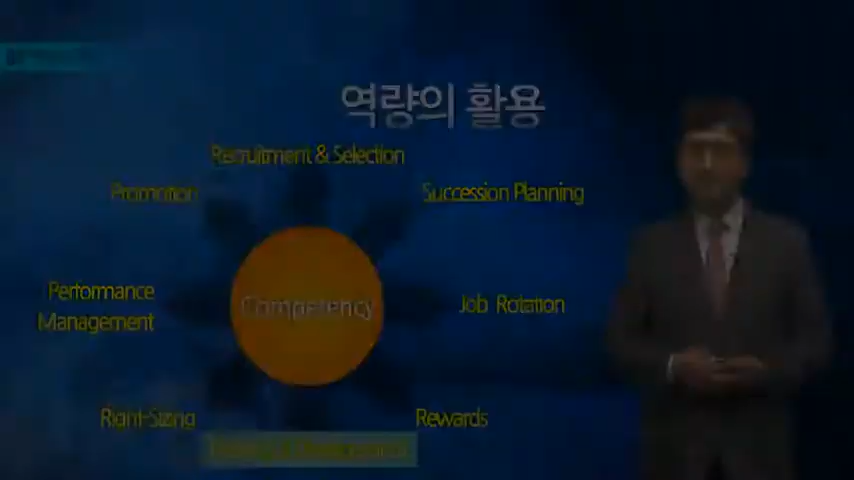 역량의 활용
Recruitment & Selection
Promotion
Succession Planning
Performance
Management
Competency
Job Rotation
Right-Sizing
Rewards